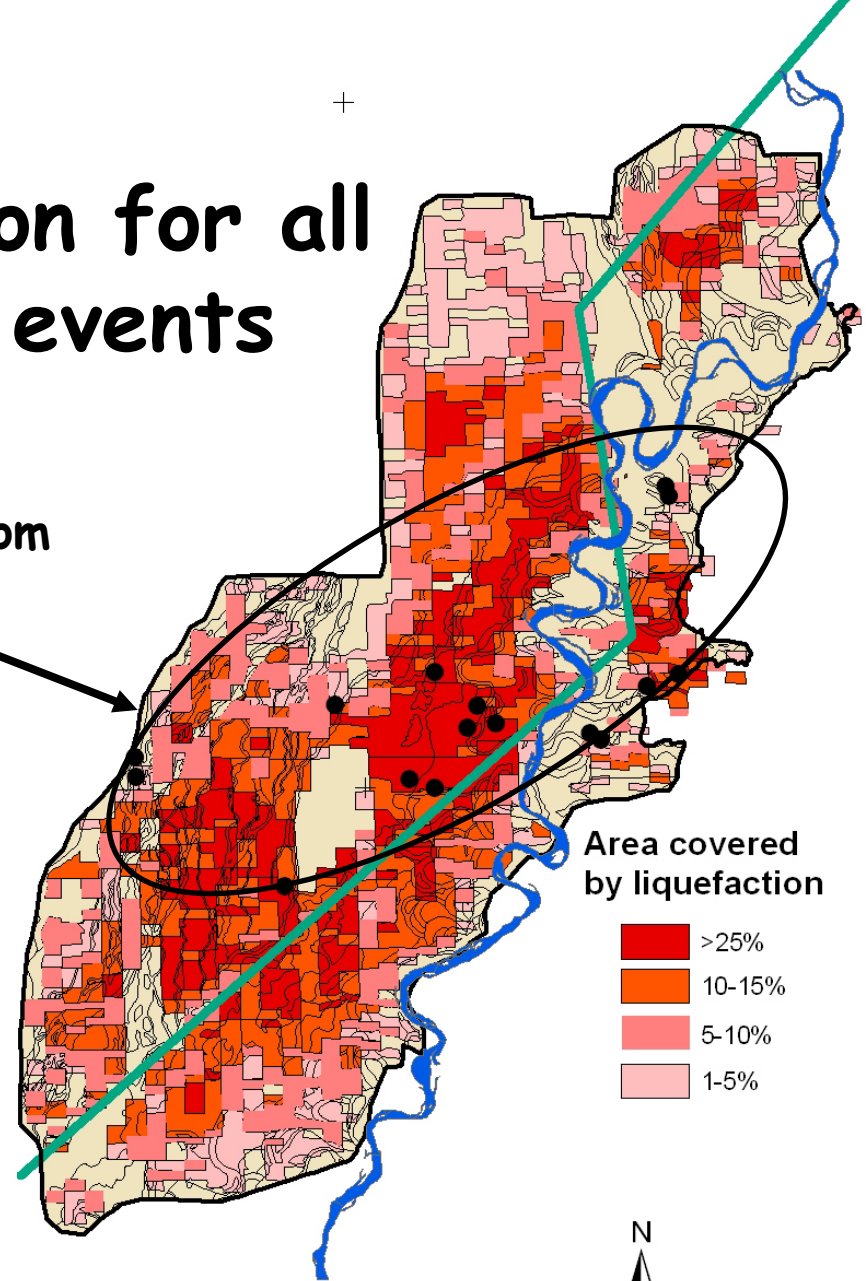 on for all
events
om
Area covered
by liquefaction
>25%
10-15%
5-10%
1-5%
N